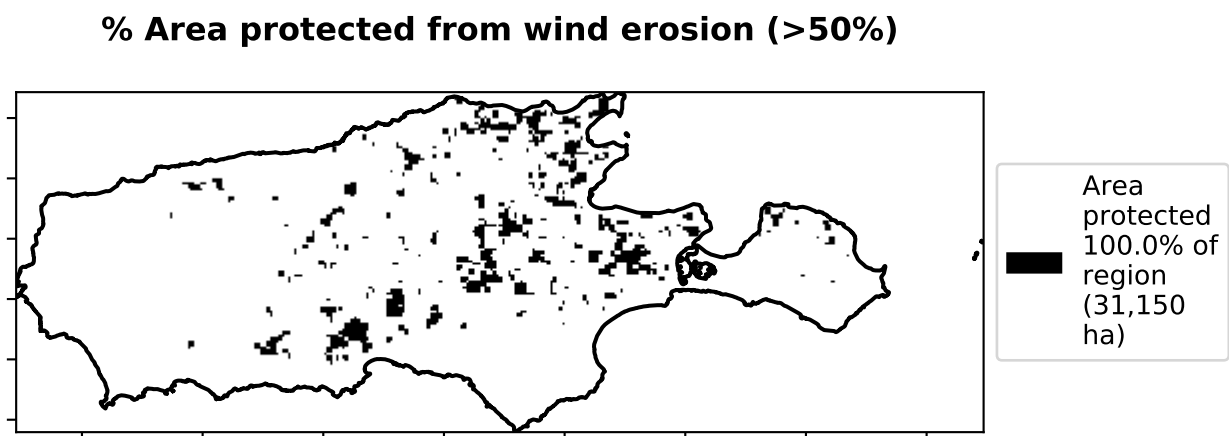 % Area protected from wind erosion (>50%)
Area
protected
100.0% of
region
(31,150
ha)